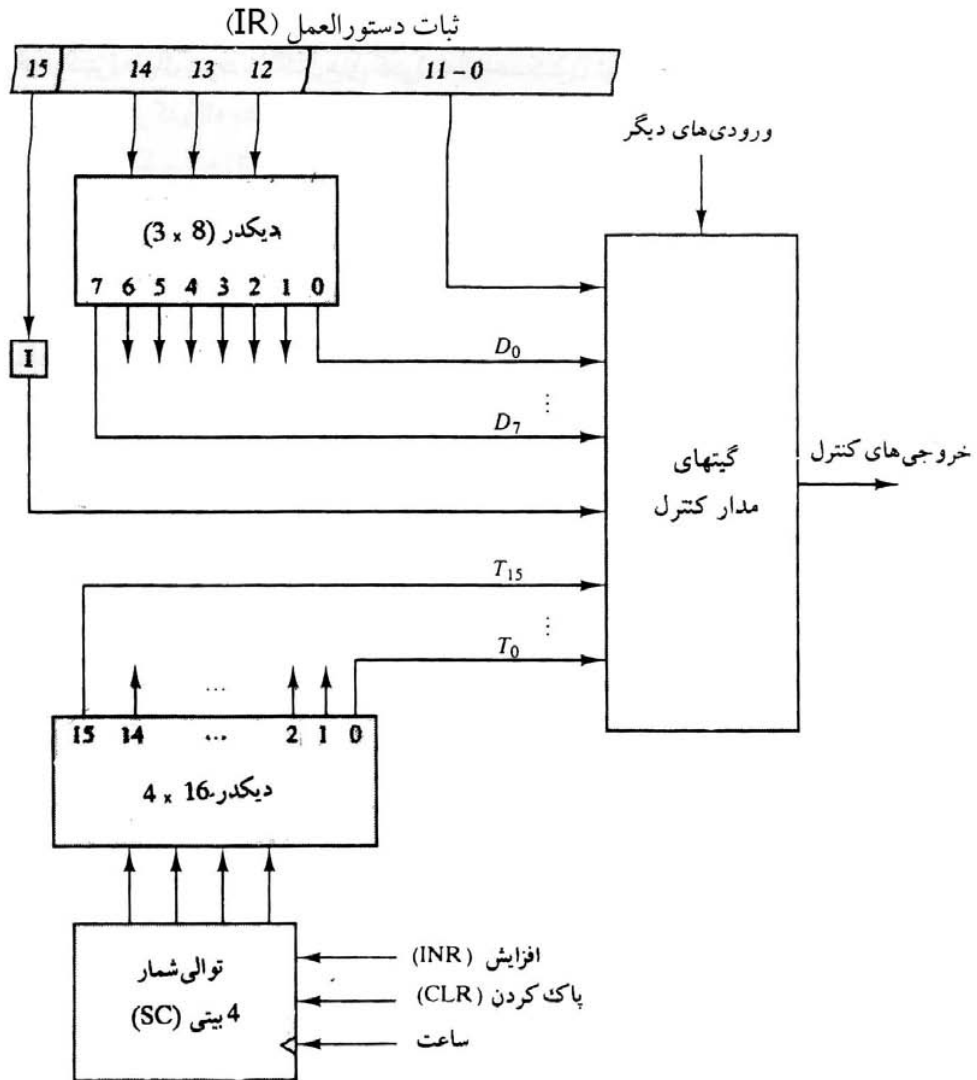 ثبات دستورالعمل (IR)
15 14 13 12 11 – 0
ورودی‌های دیگر
دیکدر (3 × 8)
7 6 5 4 3 2 1 0
I
D0
⋮
D7
گیتهای
مدار کنترل
خروجی‌های کنترل
T15
⋮
T0
...
15 14 ... 2 1 0
دیکدر 16 × 4
توالی شمار
4 بیتی (SC)
افزایش (INR)
پاک کردن (CLR)
ساعت